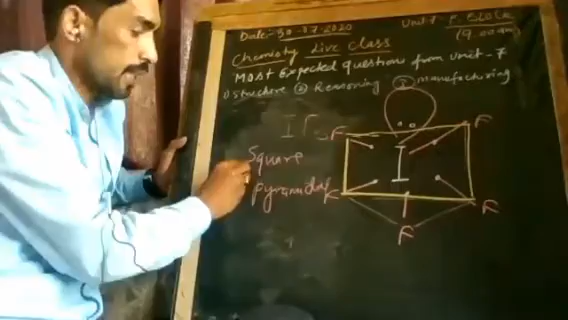 Date:- 30-07-2020
Unit-7 P Block
(9.00am)
Chemistry Live Class
Most Expected questions from Unit-7
① Structure ② Reasoning ③ manufacturing
IF₅
F
F
Square
I
pyramidal
F
F
F